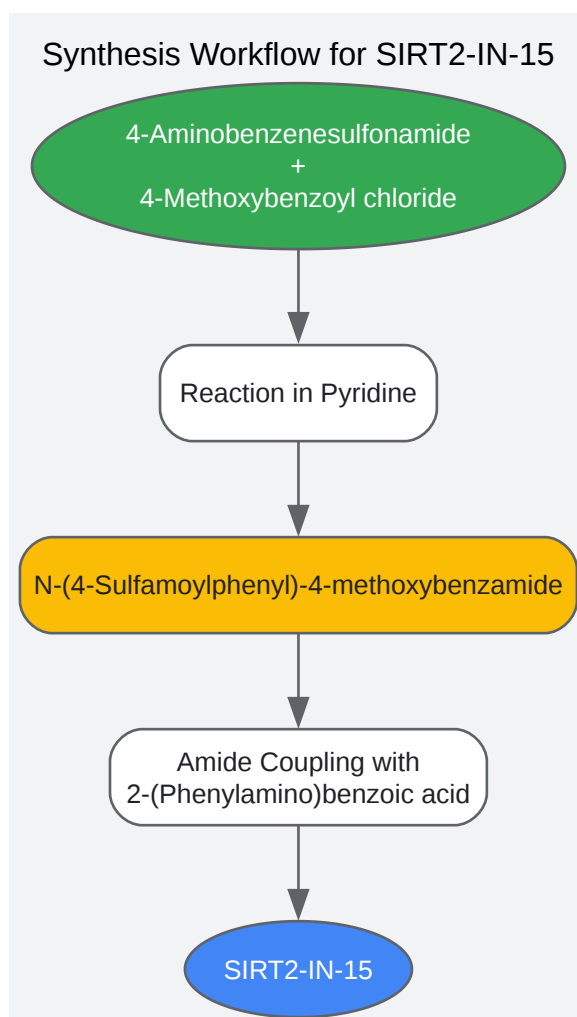 Synthesis Workflow for SIRT2-IN-15
4-Aminobenzenesulfonamide
+
4-Methoxybenzoyl chloride
Reaction in Pyridine
N-(4-Sulfamoylphenyl)-4-methoxybenzamide
Amide Coupling with
2-(Phenylamino)benzoic acid
SIRT2-IN-15